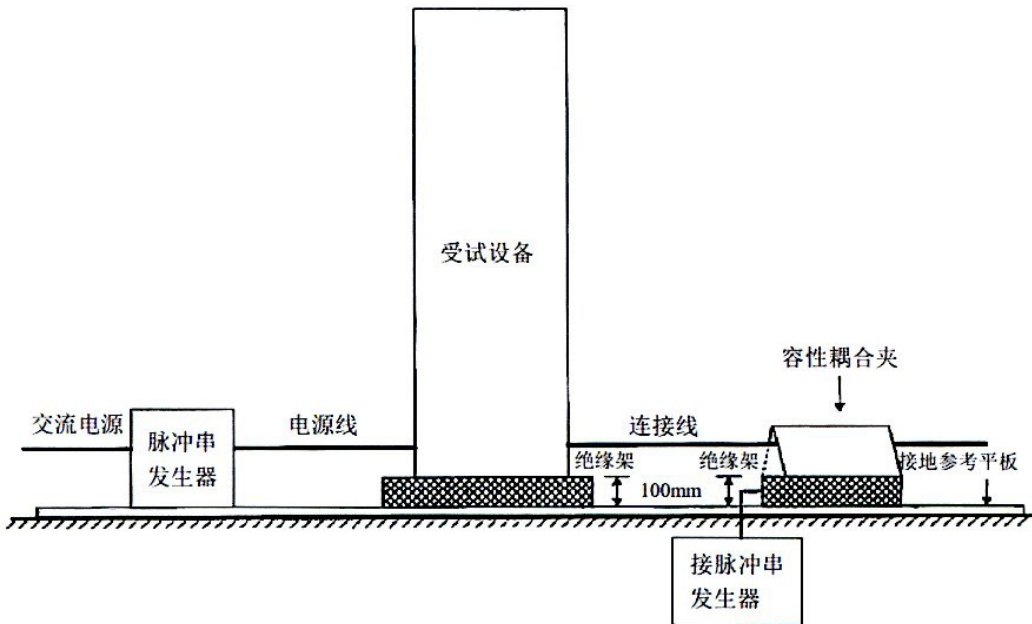 受试设备
容性耦合夹
交流电源
脉冲串
发生器
电源线
连接线
绝缘架
绝缘架
接地参考平板
100mm
接脉冲串
发生器